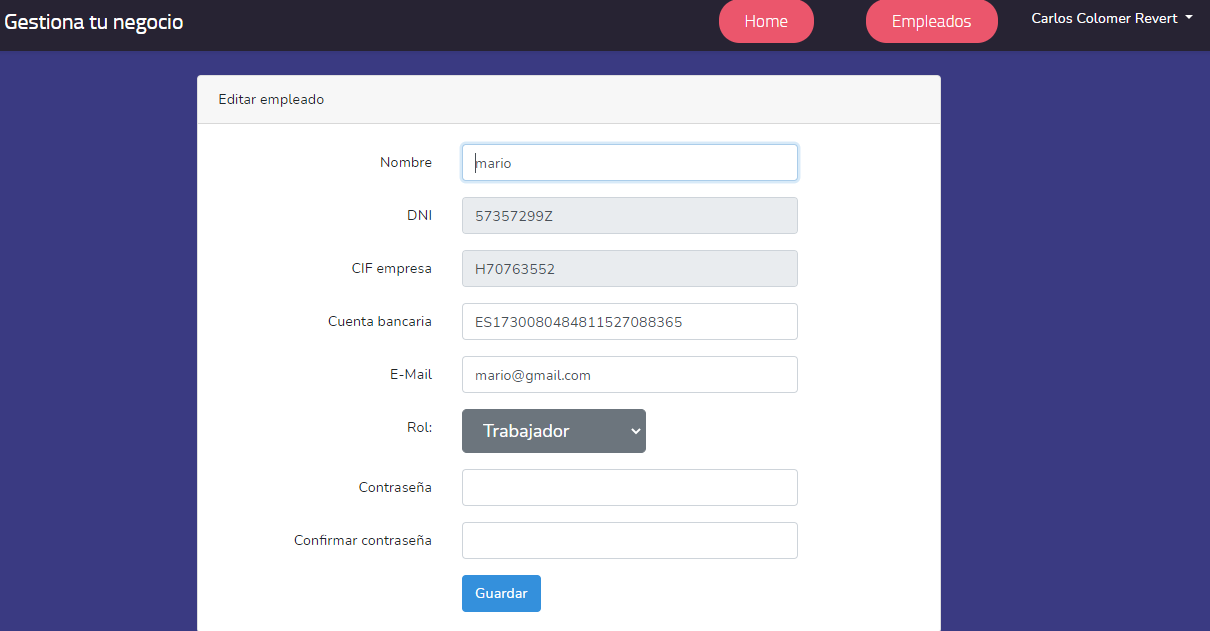 Gestiona tu negocio
Home
Empleados
Carlos Colomer Revert
Editar empleado
Nombre
mario
DNI
57357299Z
CIF empresa
H70763552
Cuenta bancaria
ES1730080484811527088365
E-Mail
mario@gmail.com
Rol:
Trabajador
Contraseña
Confirmar contraseña
Guardar